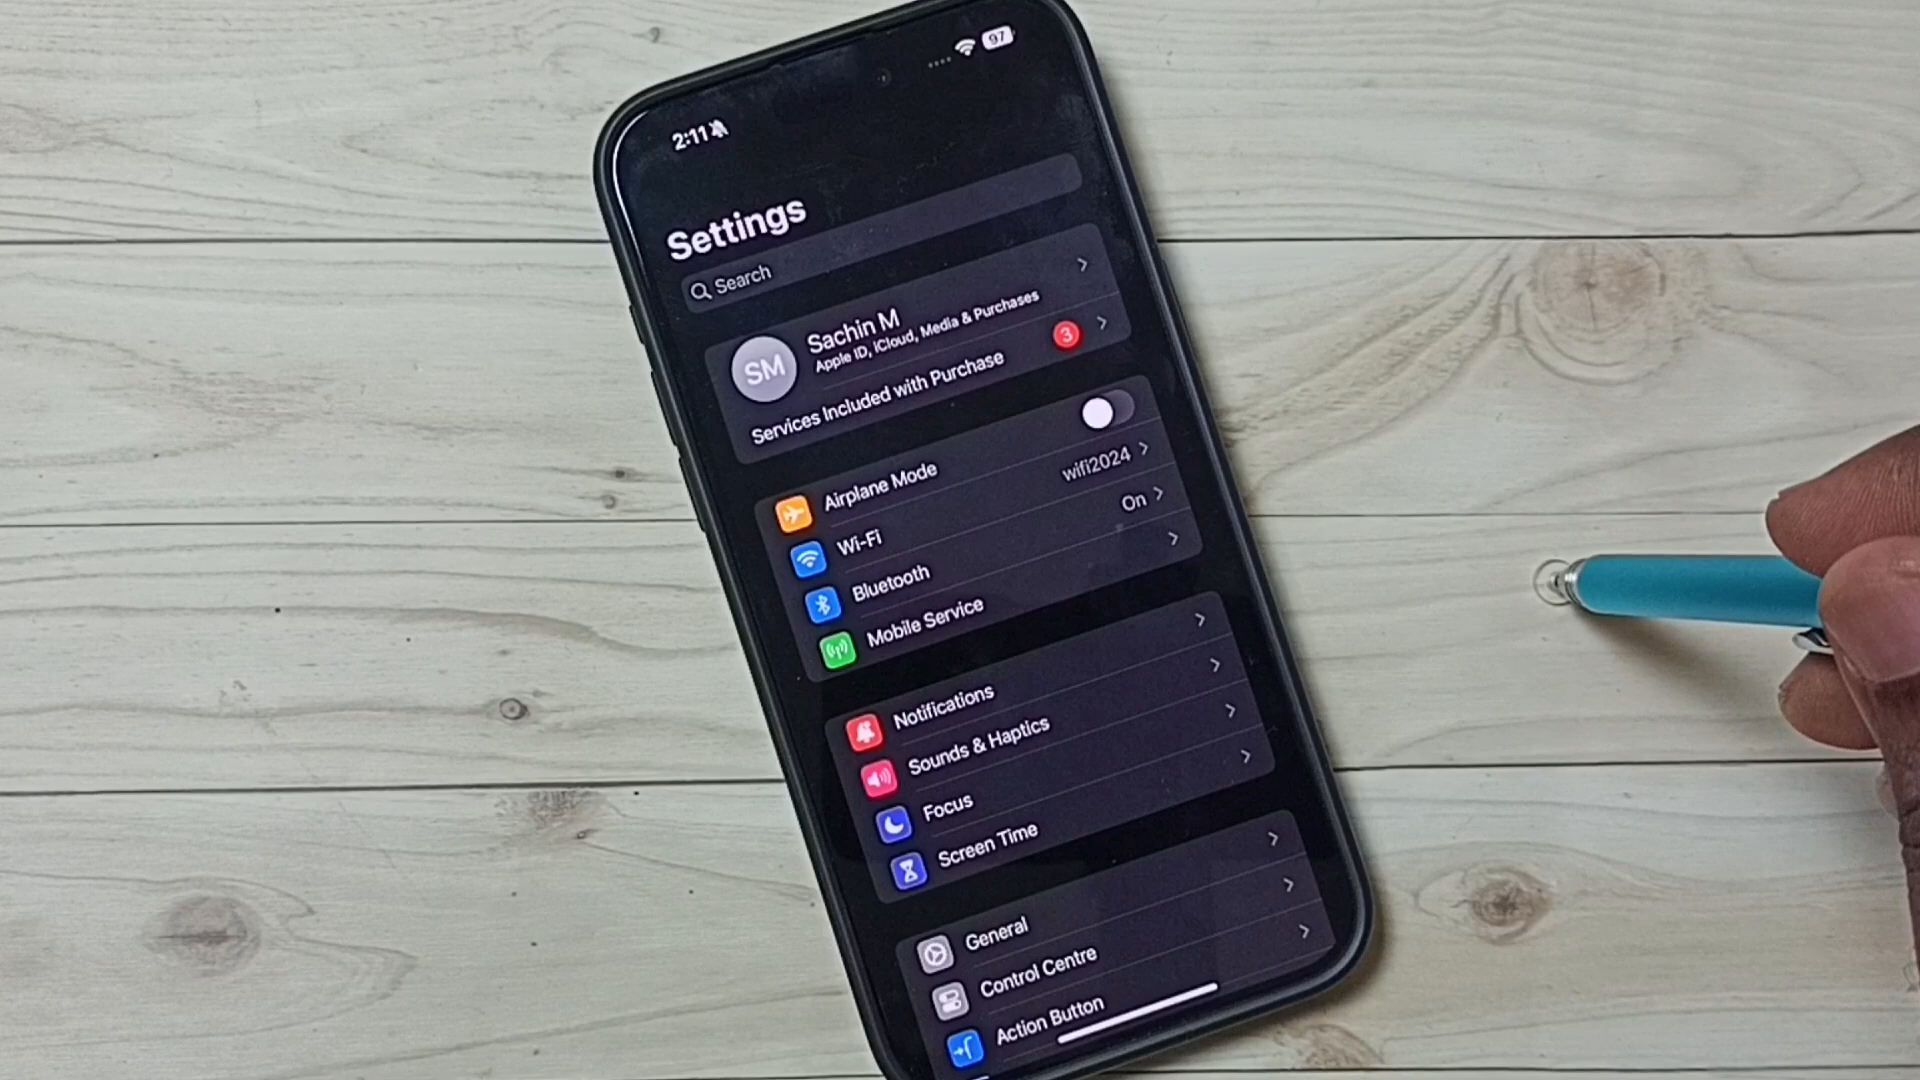 2:11
97
Settings
Search
SM
Sachin M
Apple ID, iCloud, Media & Purchases
Services Included with Purchase
3
Airplane Mode
Wi-Fi
wifi2024
Bluetooth
On
Mobile Service
Notifications
Sounds & Haptics
Focus
Screen Time
General
Control Centre
Action Button